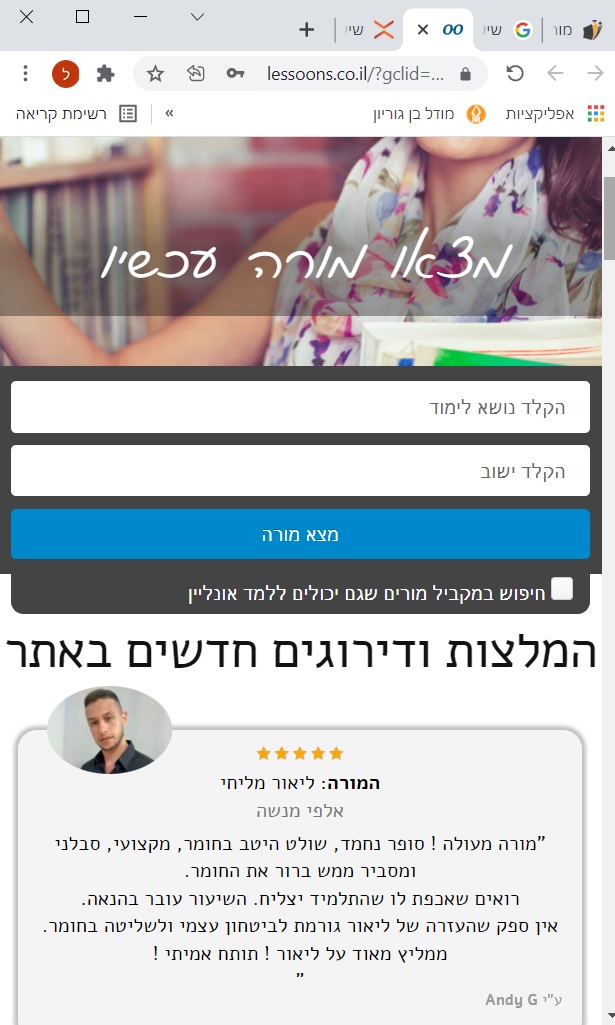 מור
שיע
שיע
lessoons.co.il/?gclid=...
ל
אפליקציות
מודל בן גוריון
»
רשימת קריאה
מצאו מורה עכשיו
הקלד נושא לימוד
הקלד ישוב
מצא מורה
חיפוש במקביל מורים שגם יכולים ללמד אונליין
המלצות ודירוגים חדשים באתר
המורה: ליאור מליחי
אלפי מנשה
"מורה מעולה ! סופר נחמד, שולט היטב בחומר, מקצועי, סבלני
ומסביר ממש ברור את החומר.
רואים שאכפת לו שהתלמיד יצליח. השיעור עובר בהנאה.
אין ספק שהעזרה של ליאור גורמת לביטחון עצמי ולשליטה בחומר.
ממליץ מאוד על ליאור ! תותח אמיתי !
"
ע"י Andy G